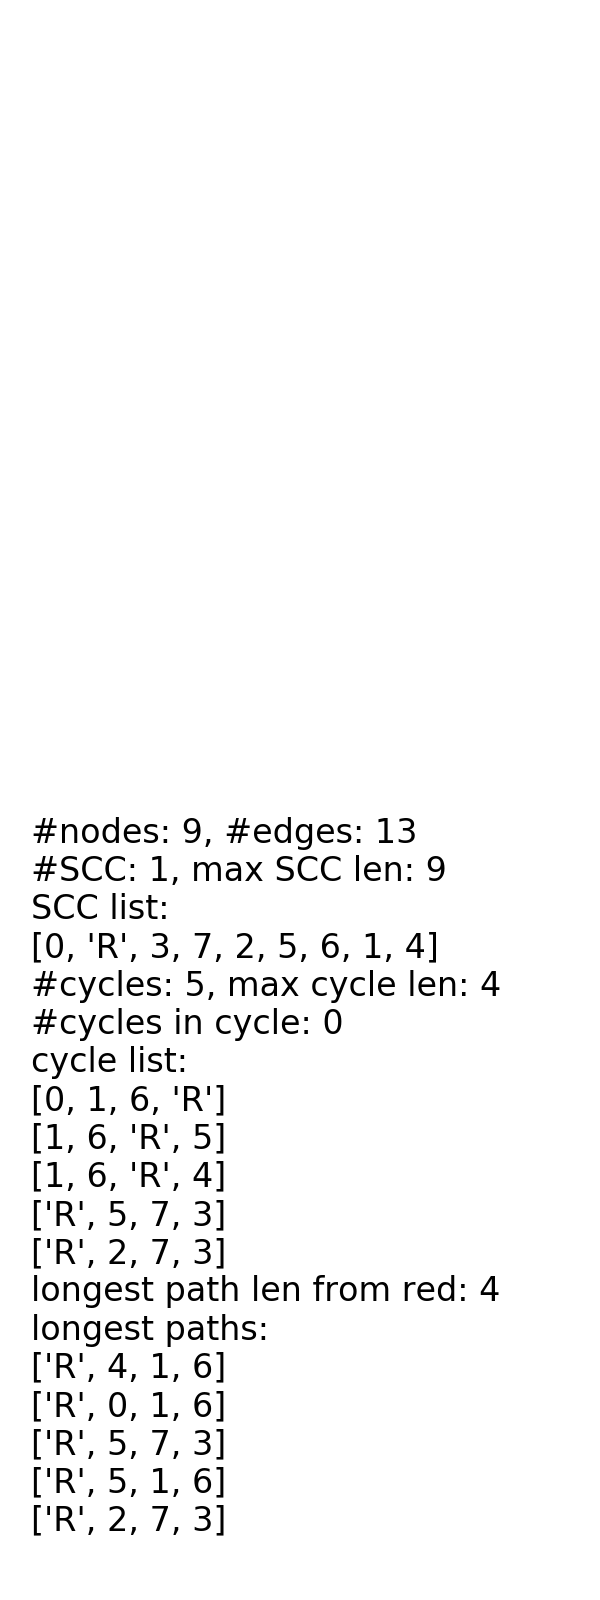 #nodes: 9, #edges: 13
#SCC: 1, max SCC len: 9
SCC list:
[0, 'R', 3, 7, 2, 5, 6, 1, 4]
#cycles: 5, max cycle len: 4
#cycles in cycle: 0
cycle list:
[0, 1, 6, 'R']
[1, 6, 'R', 5]
[1, 6, 'R', 4]
['R', 5, 7, 3]
['R', 2, 7, 3]
longest path len from red: 4
longest paths:
['R', 4, 1, 6]
['R', 0, 1, 6]
['R', 5, 7, 3]
['R', 5, 1, 6]
['R', 2, 7, 3]